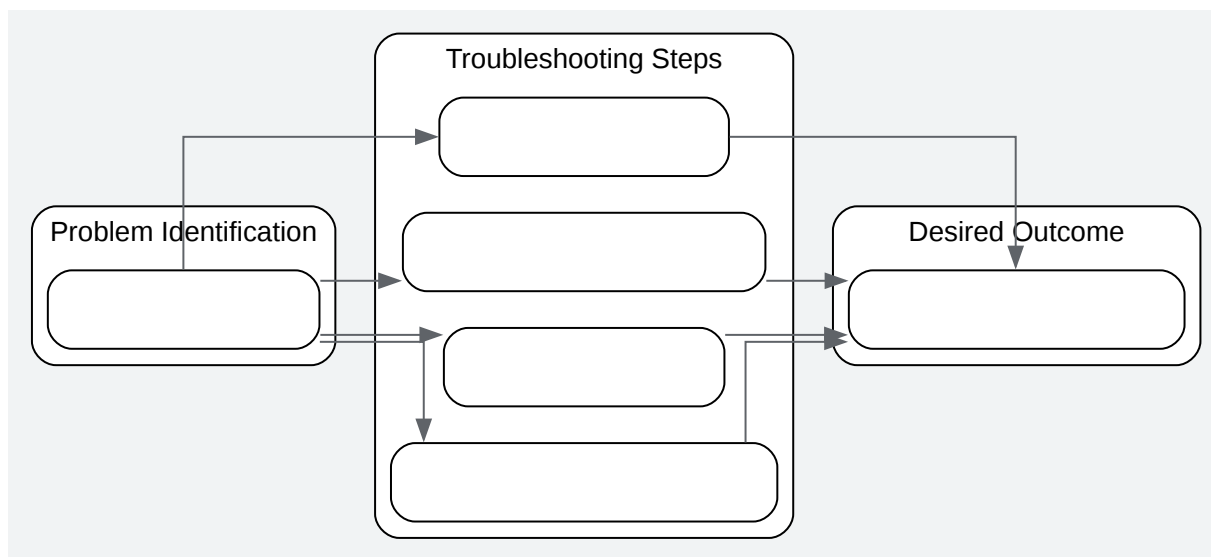 Troubleshooting Steps
Problem Identification
Desired Outcome